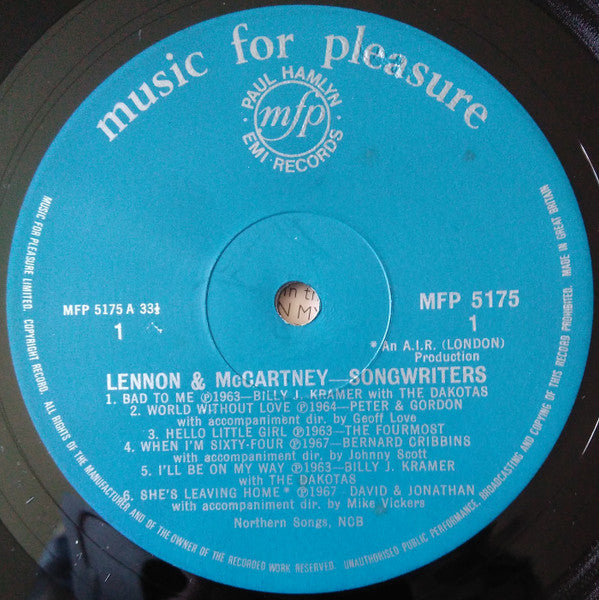 music for pleasure
PAUL HAMLYN
mfp
EMI RECORDS
MFP 5175 A 33⅓
1
MFP 5175
1
* An A.I.R. (LONDON)
Production
LENNON & McCARTNEY—SONGWRITERS
1. BAD TO ME ℗1963—BILLY J. KRAMER with THE DAKOTAS
2. WORLD WITHOUT LOVE ℗1964—PETER & GORDON
with accompaniment dir. by Geoff Love
3. HELLO LITTLE GIRL ℗1963—THE FOURMOST
4. WHEN I'M SIXTY-FOUR ℗1967—BERNARD CRIBBINS
with accompaniment dir. by Johnny Scott
5. I'LL BE ON MY WAY ℗1963—BILLY J. KRAMER
with THE DAKOTAS
6. SHE'S LEAVING HOME * ℗1967—DAVID & JONATHAN
with accompaniment dir. by Mike Vickers
Northern Songs, NCB
MUSIC FOR PLEASURE LIMITED. COPYRIGHT RECORD. ALL RIGHTS OF THE MANUFACTURER AND OF THE OWNER OF THE RECORDED WORK RESERVED. UNAUTHORISED PUBLIC PERFORMANCE, BROADCASTING AND COPYING OF THIS RECORD PROHIBITED. MADE IN GREAT BRITAIN